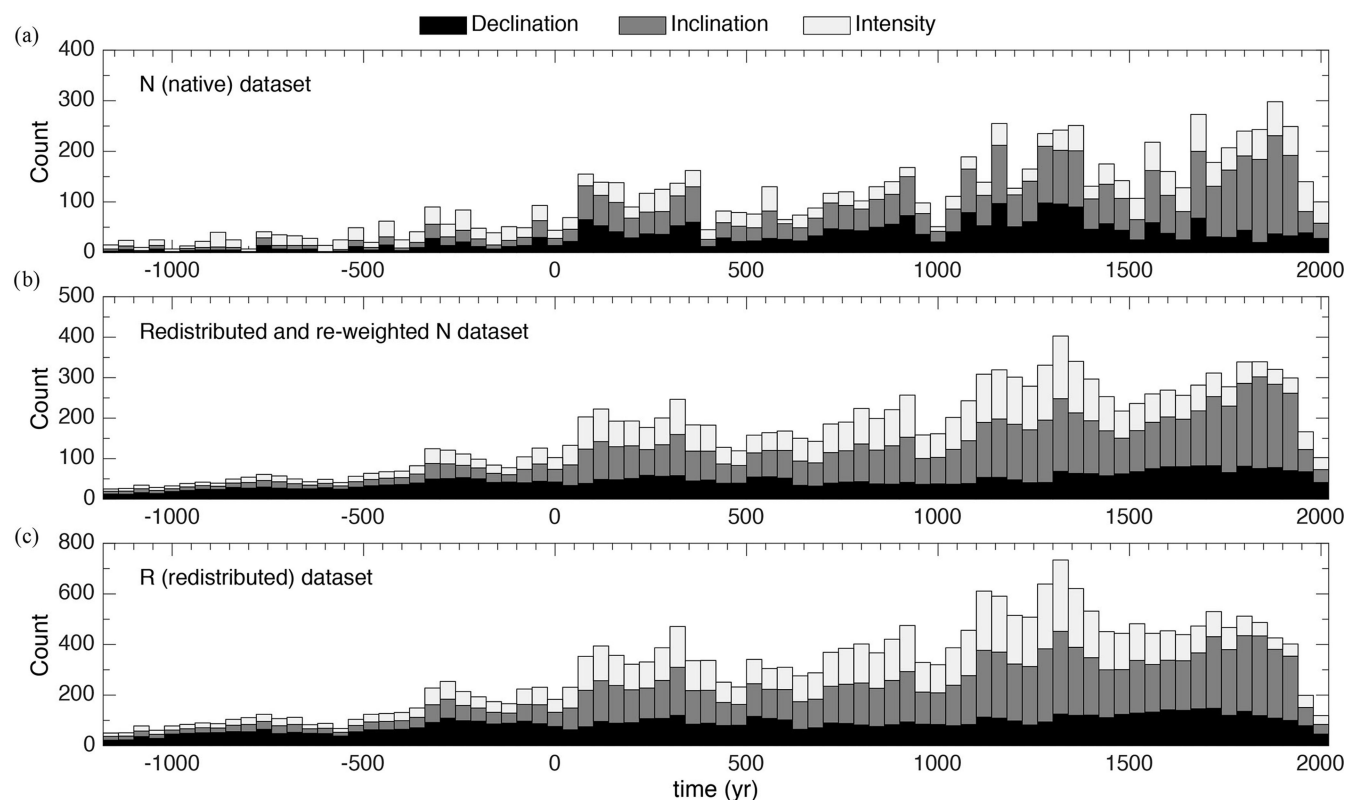 Declination Inclination Intensity
(a)
400
300
200
100
0
Count
N (native) dataset
-1000 -500 0 500 1000 1500 2000
(b)
500
400
300
200
100
0
Count
Redistributed and re-weighted N dataset
-1000 -500 0 500 1000 1500 2000
(c)
800
600
400
200
0
Count
R (redistributed) dataset
-1000 -500 0 500 1000 1500 2000
time (yr)